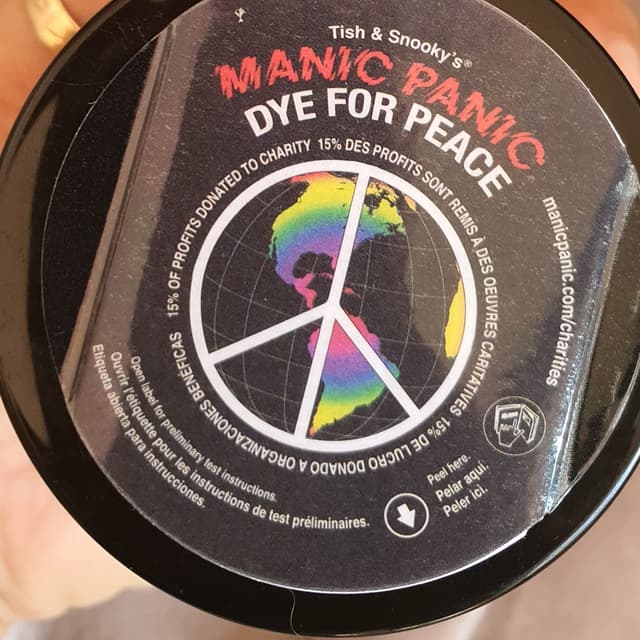 Tish & Snooky's®
MANIC PANIC
DYE FOR PEACE
15% OF PROFITS DONATED TO CHARITY 15% DES PROFITS SONT REMIS À DES OEUVRES CARITATIVES 15% DE LUCRO DONADO A ORGANIZACIONES BENEFICAS
manicpanic.com/charities
Open label for preliminary test instructions.
Ouvrir l'étiquette pour les instructions de test préliminaires.
Etiqueta abierta para instrucciones.
Peel here.
Pelar aqui.
Peler ici.